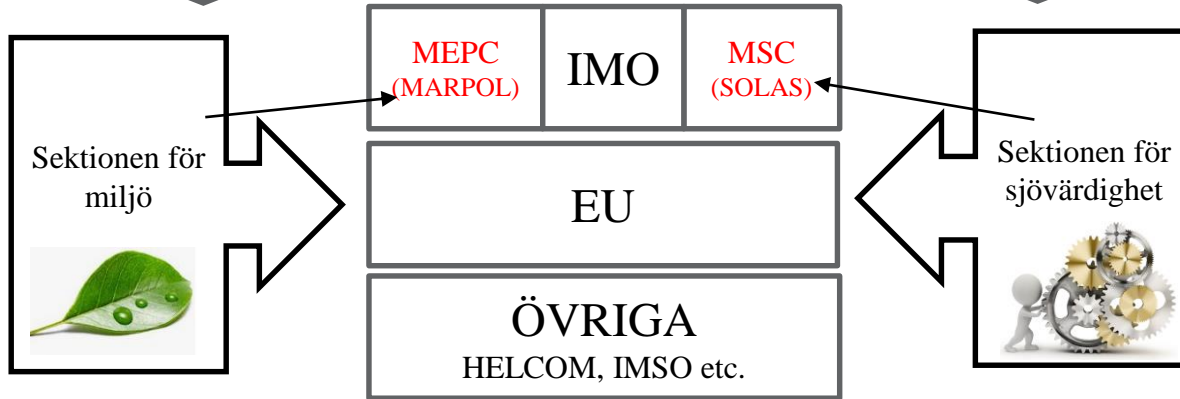 MEPC
(MARPOL)
IMO
MSC
(SOLAS)
Sektionen för
miljö
EU
Sektionen för
sjövärdighet
ÖVRIGA
HELCOM, IMSO etc.